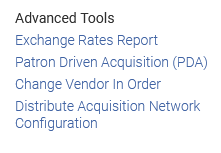 Advanced Tools
Exchange Rates Report
Patron Driven Acquisition (PDA)
Change Vendor In Order
Distribute Acquisition Network
Configuration